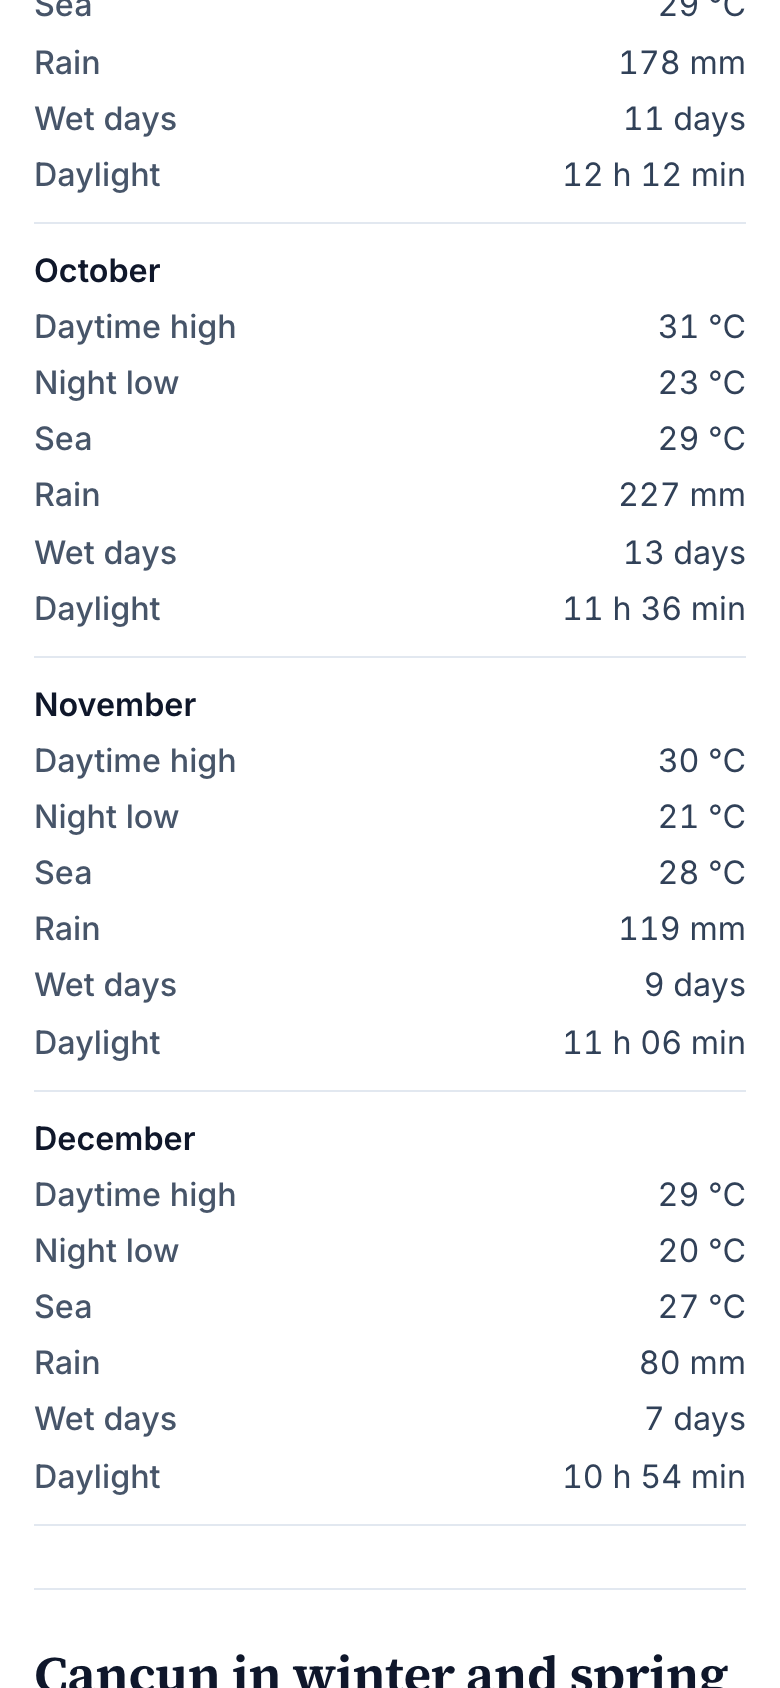 Sea 29 °C
Rain 178 mm
Wet days 11 days
Daylight 12 h 12 min
October
Daytime high 31 °C
Night low 23 °C
Sea 29 °C
Rain 227 mm
Wet days 13 days
Daylight 11 h 36 min
November
Daytime high 30 °C
Night low 21 °C
Sea 28 °C
Rain 119 mm
Wet days 9 days
Daylight 11 h 06 min
December
Daytime high 29 °C
Night low 20 °C
Sea 27 °C
Rain 80 mm
Wet days 7 days
Daylight 10 h 54 min
Cancun in winter and spring